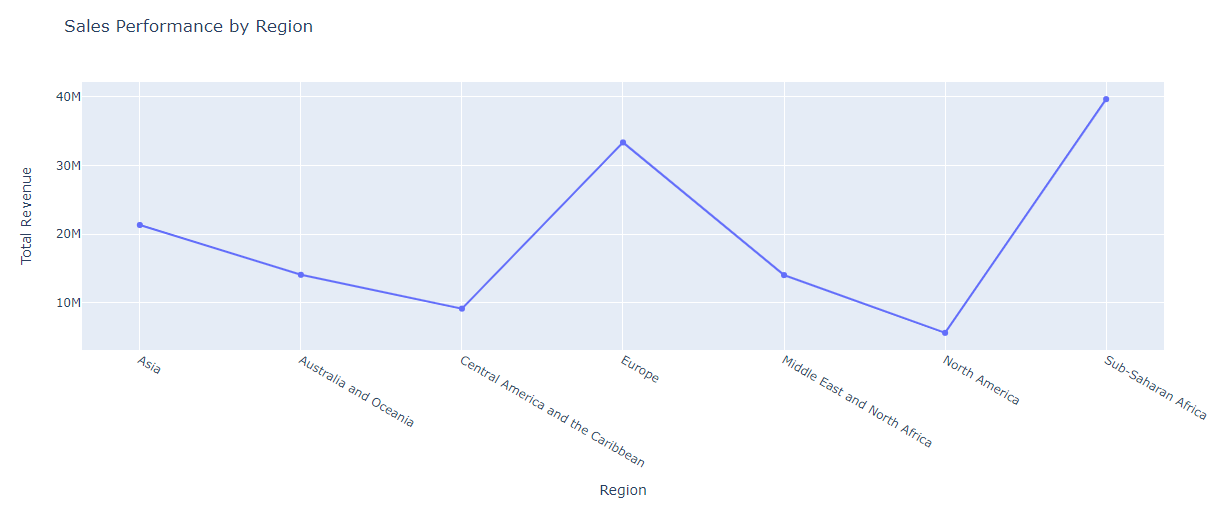 Sales Performance by Region
Total Revenue
40M
30M
20M
10M
Asia
Australia and Oceania
Central America and the Caribbean
Europe
Middle East and North Africa
North America
Sub-Saharan Africa
Region